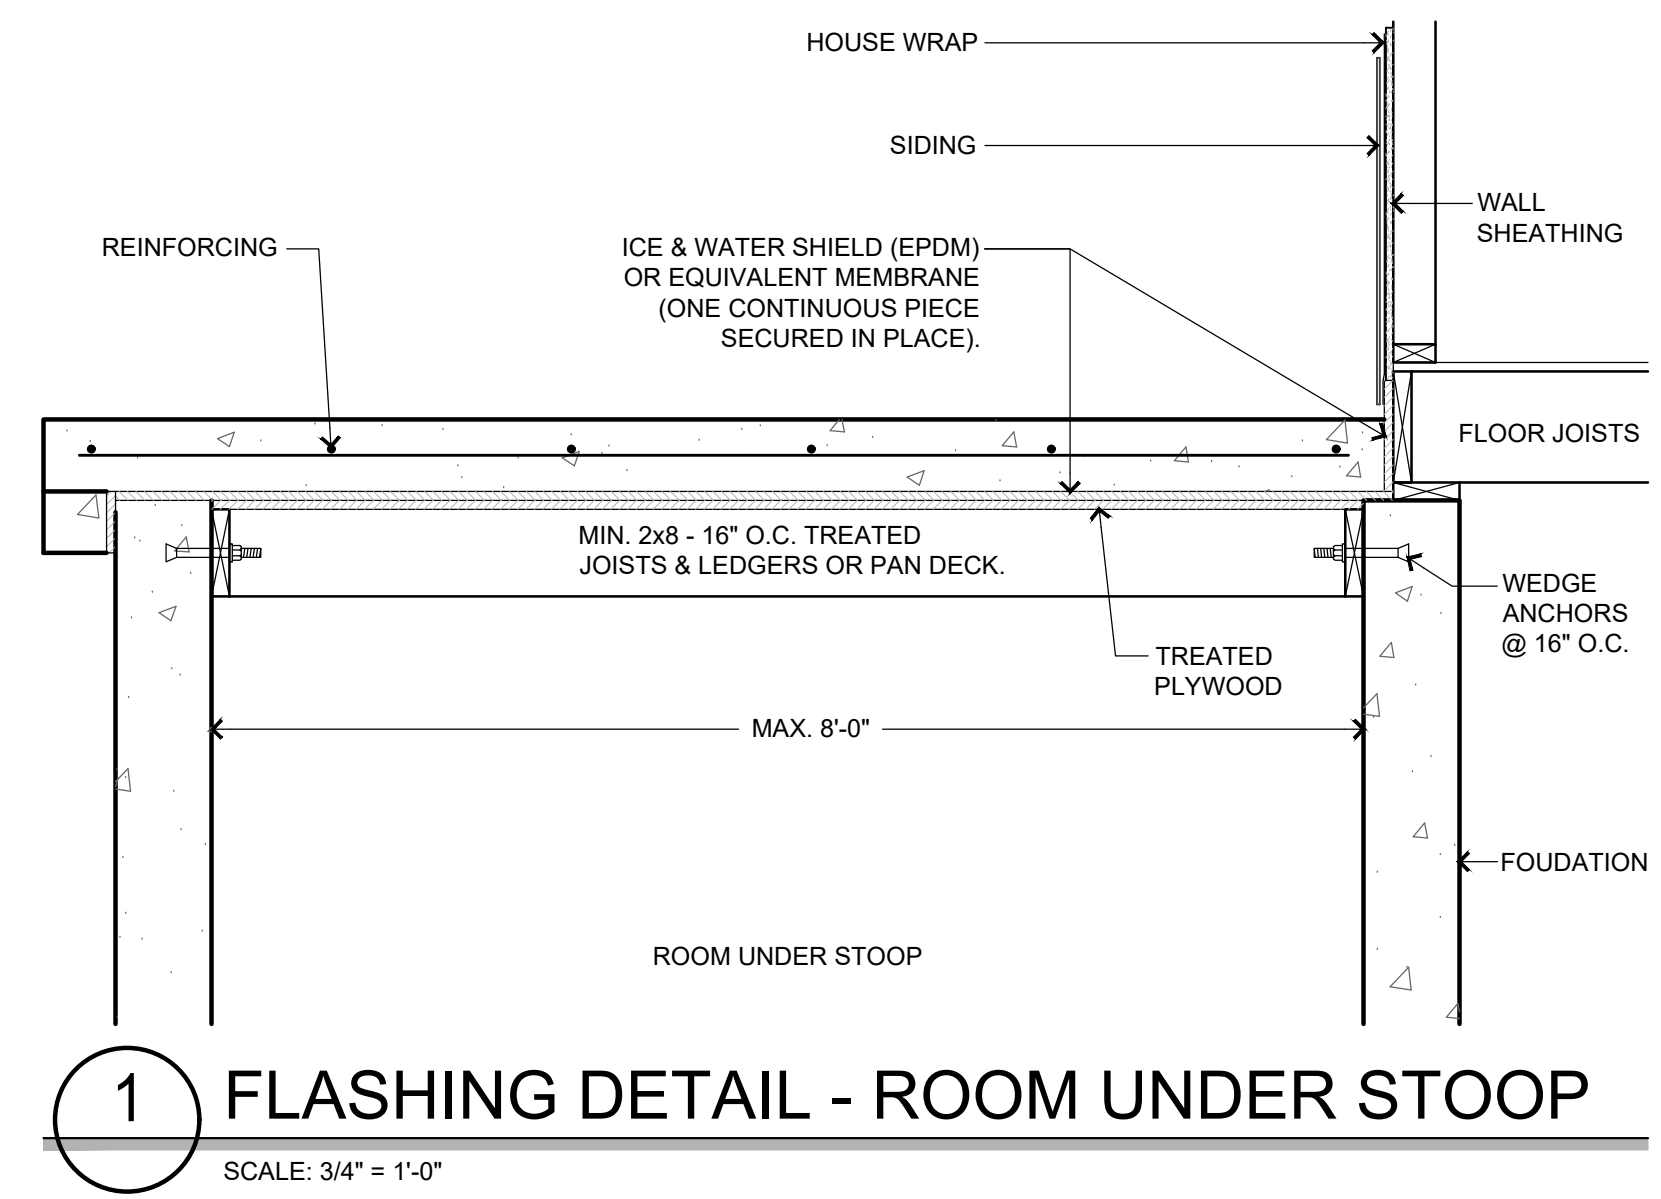 HOUSE WRAP
SIDING
WALL
SHEATHING
REINFORCING
ICE & WATER SHIELD (EPDM)
OR EQUIVALENT MEMBRANE
(ONE CONTINUOUS PIECE
SECURED IN PLACE).
FLOOR JOISTS
MIN. 2x8 - 16" O.C. TREATED
JOISTS & LEDGERS OR PAN DECK.
WEDGE
ANCHORS
@ 16" O.C.
TREATED
PLYWOOD
MAX. 8'-0"
FOUDATION
ROOM UNDER STOOP
1
FLASHING DETAIL - ROOM UNDER STOOP
SCALE: 3/4" = 1'-0"